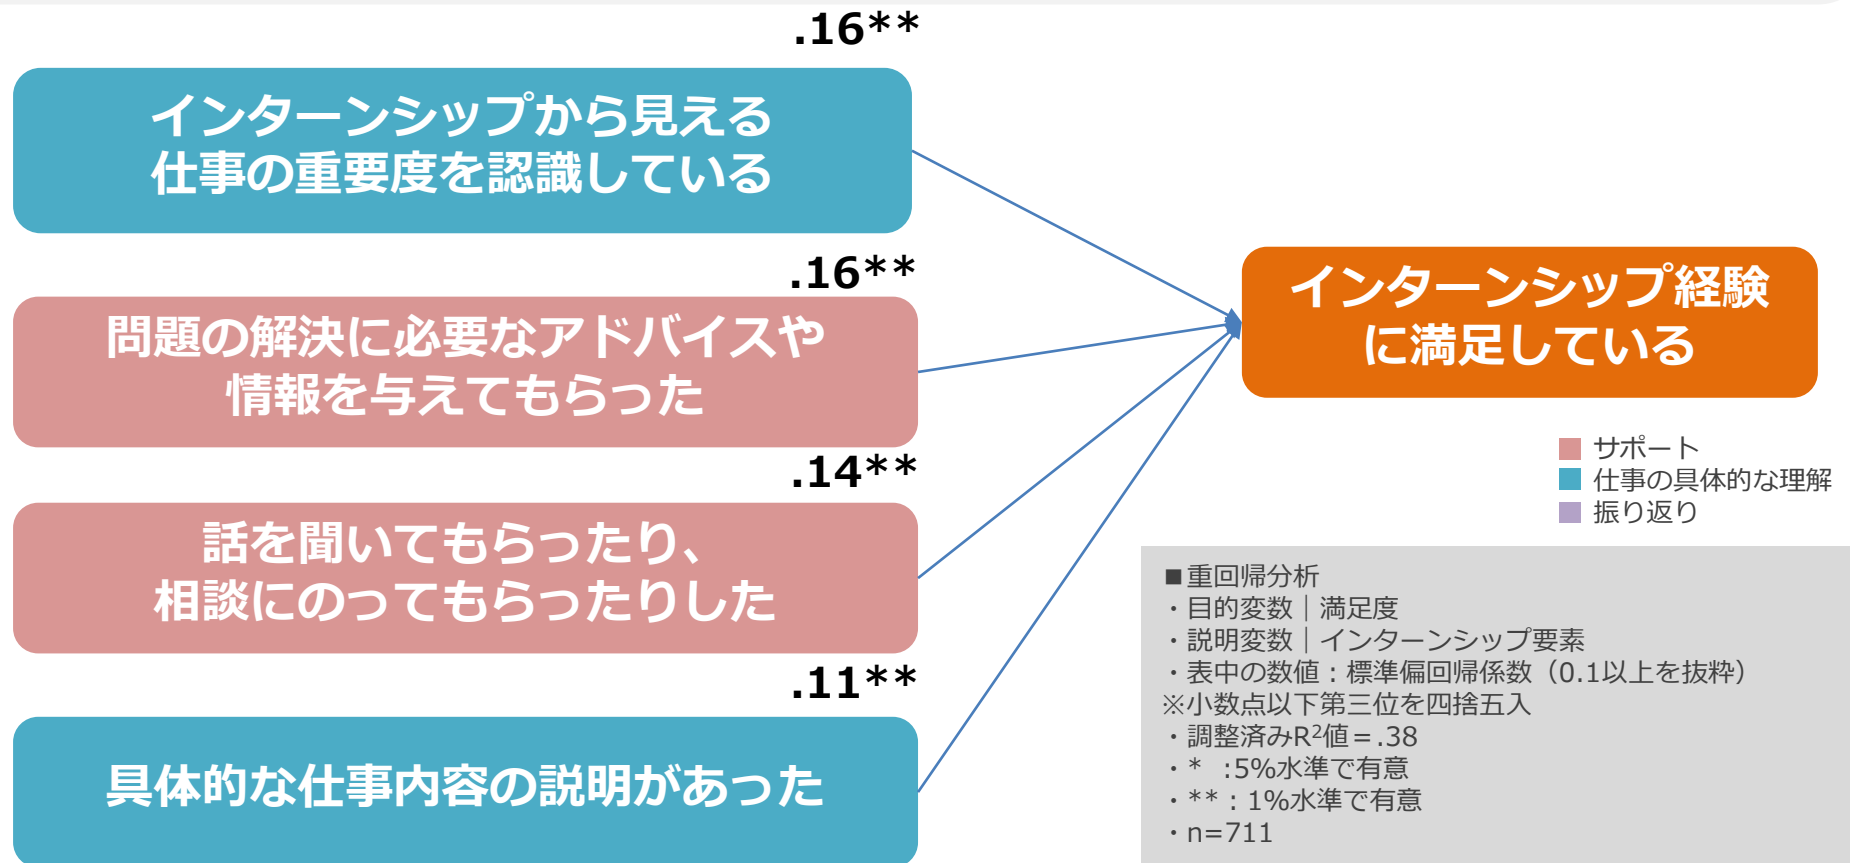 .16**
インターンシップから見える
仕事の重要度を認識している
.16**
問題の解決に必要なアドバイスや
情報を与えてもらった
.14**
話を聞いてもらったり、
相談にのってもらったりした
.11**
具体的な仕事内容の説明があった
インターンシップ経験
に満足している
サポート
仕事の具体的な理解
振り返り
■重回帰分析
・目的変数｜満足度
・説明変数｜インターンシップ要素
・表中の数値：標準偏回帰係数（0.1以上を抜粋）
※小数点以下第三位を四捨五入
・調整済みR²値＝.38
・* :5%水準で有意
・**：1%水準で有意
・n=711